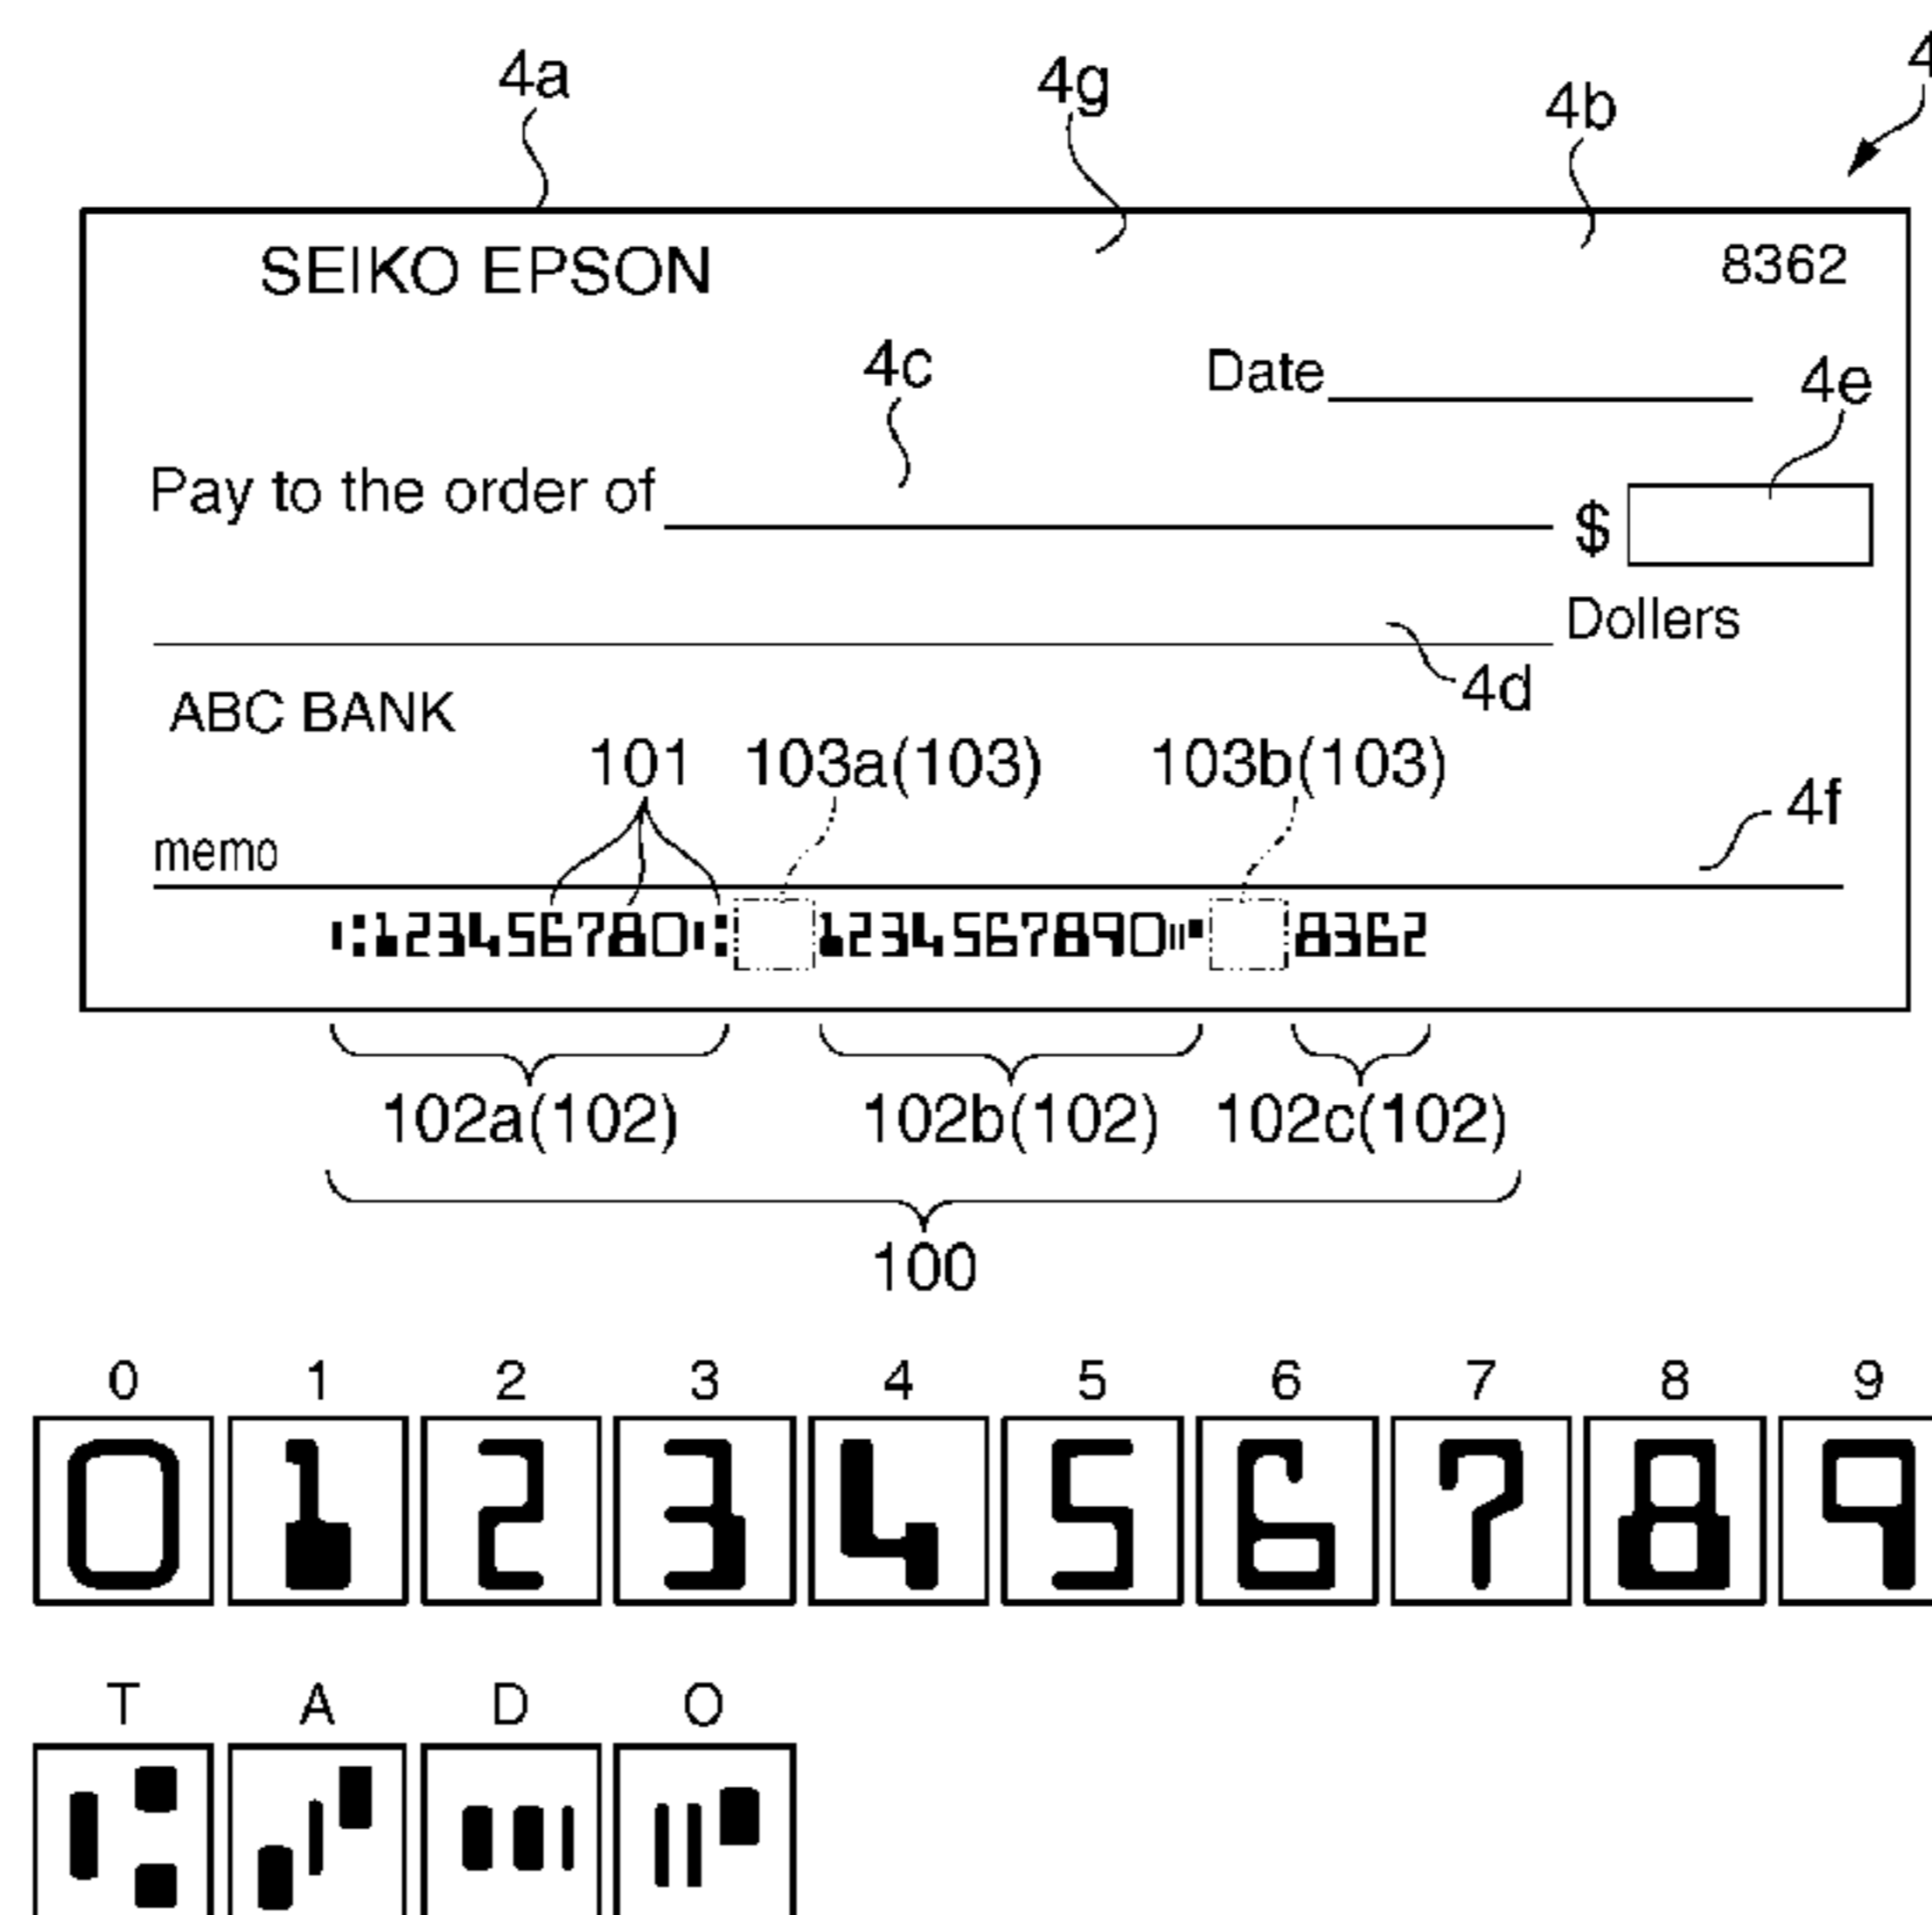 4
4a 4g 4b
SEIKO EPSON 8362
4c Date 4e
Pay to the order of $
Dollers
4d
ABC BANK
101 103a(103) 103b(103)
4f
memo
⑆123456780⑆ 1234567890⑈ 8362
102a(102) 102b(102) 102c(102)
100
0 1 2 3 4 5 6 7 8 9
0 1 2 3 4 5 6 7 8 9
T A D O
⑆ ⑇ ⑉ ⑈